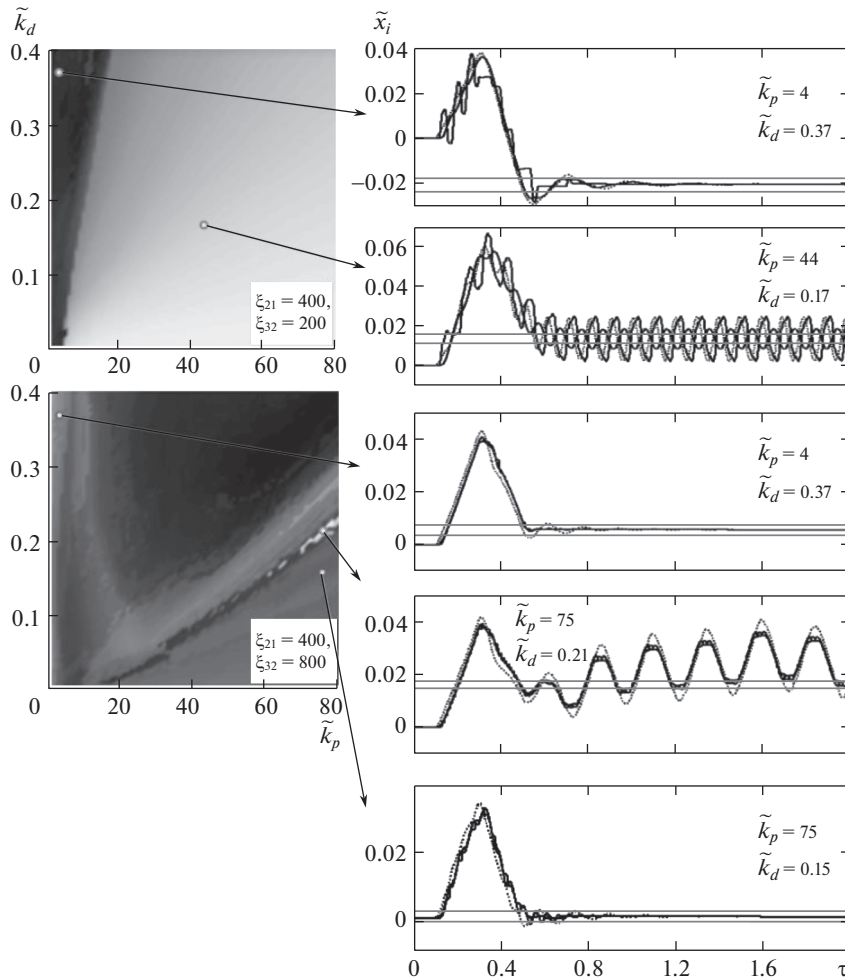 k̃_d
0.4
0.3
0.2
0.1
0 20 40 60 80
ξ₂₁ = 400,
ξ₃₂ = 200
0.4
0.3
0.2
0.1
0 20 40 60 80
ξ₂₁ = 400,
ξ₃₂ = 800
k̃_p
x̃_i
0.04
0
−0.02
k̃_p = 4
k̃_d = 0.37
0.06
0.04
0.02
0
k̃_p = 44
k̃_d = 0.17
0.04
0.02
0
k̃_p = 4
k̃_d = 0.37
0.04
0.02
0
k̃_p = 75
k̃_d = 0.21
0.02
0
k̃_p = 75
k̃_d = 0.15
0 0.4 0.8 1.2 1.6 τ